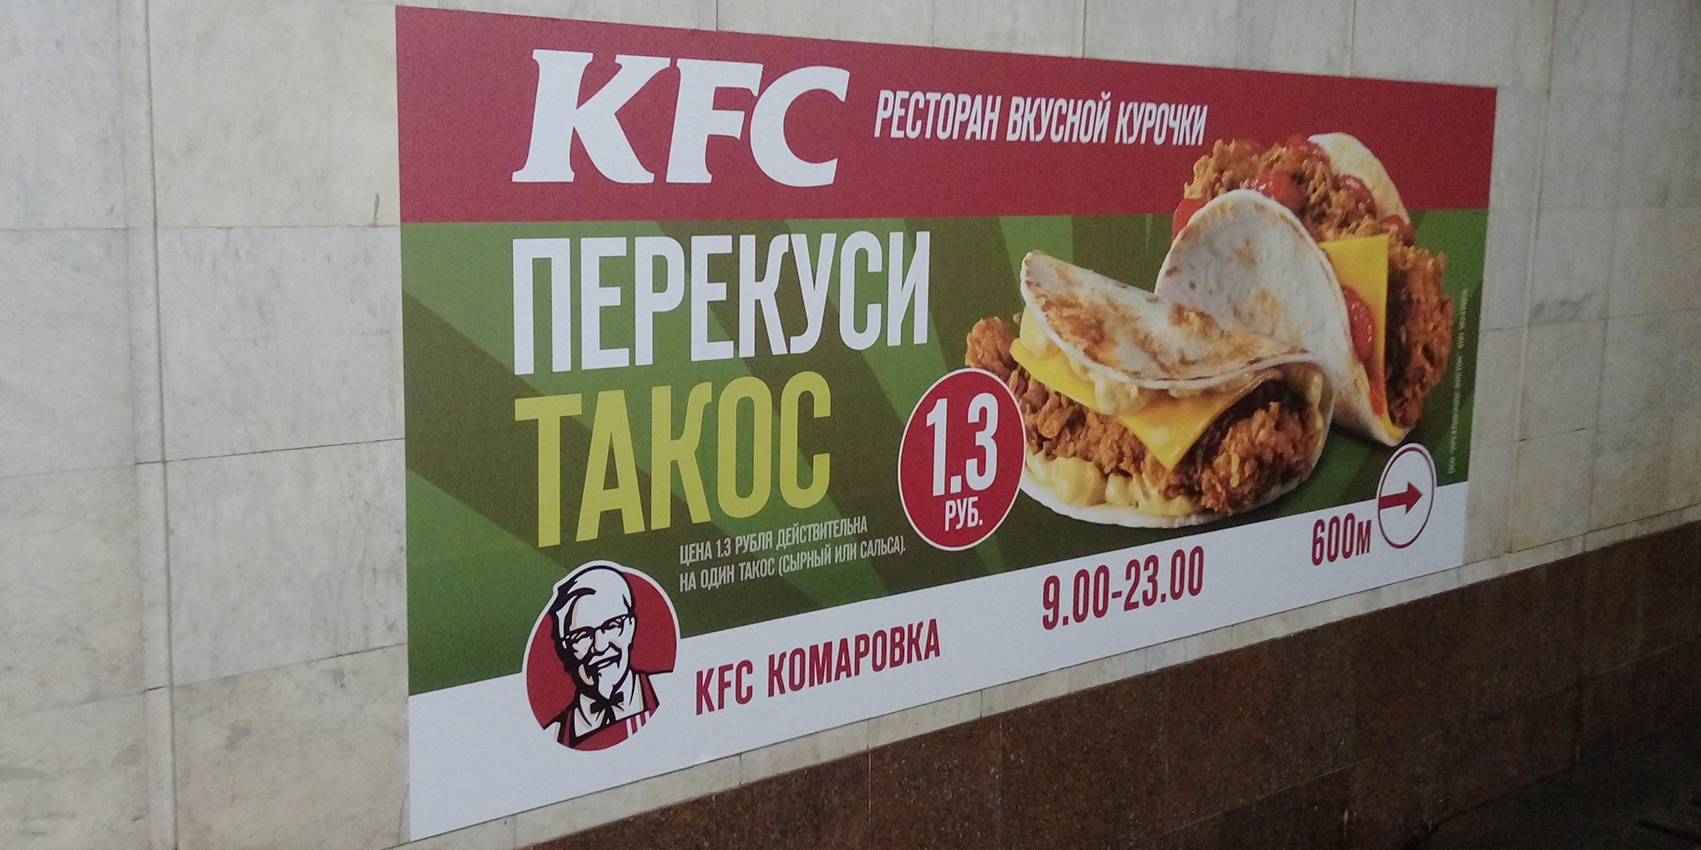 KFC
РЕСТОРАН ВКУСНОЙ КУРОЧКИ
ПЕРЕКУСИ
ТАКОС
1.3
РУБ.
ЦЕНА 1.3 РУБЛЯ ДЕЙСТВИТЕЛЬНА
НА ОДИН ТАКОС (СЫРНЫЙ ИЛИ САЛЬСА).
KFC КОМАРОВКА
9.00-23.00
600м